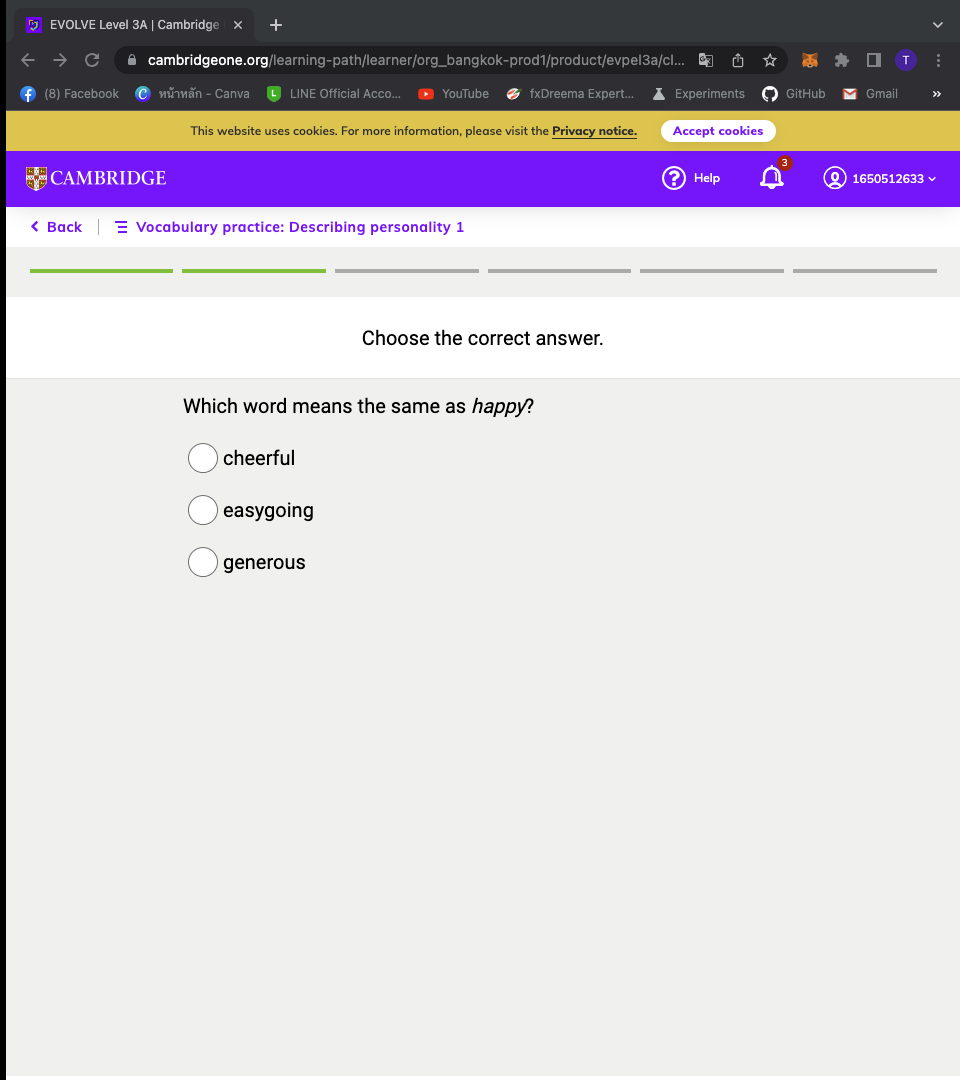 EVOLVE Level 3A | Cambridge
cambridgeone.org/learning-path/learner/org_bangkok-prod1/product/evpel3a/cl...
T
(8) Facebook
หน้าหลัก - Canva
LINE Official Acco...
YouTube
fxDreema Expert...
Experiments
GitHub
Gmail
»
This website uses cookies. For more information, please visit the Privacy notice.
Accept cookies
CAMBRIDGE
Help
3
1650512633
Back
Vocabulary practice: Describing personality 1
Choose the correct answer.
Which word means the same as happy?
cheerful
easygoing
generous